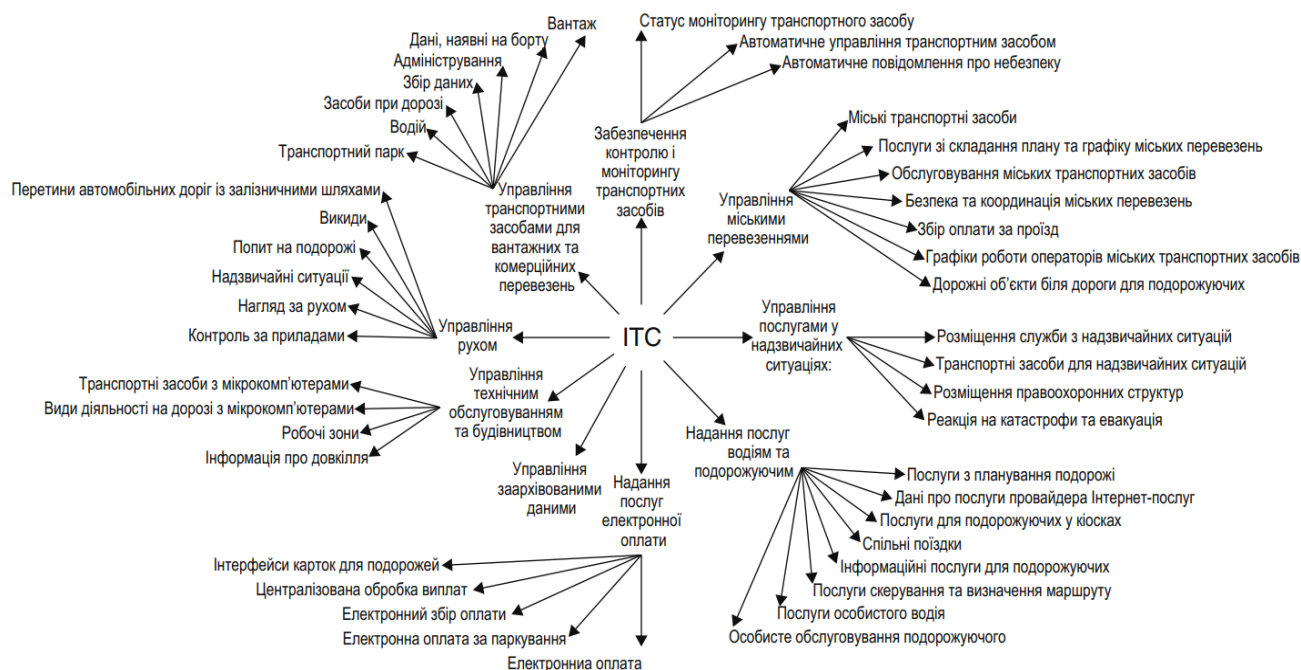 Вантаж
Дані, наявні на борту
Адміністрування
Збір даних
Засоби при дорозі
Водій
Транспортний парк
Управління
транспортними
засобами для
вантажних та
комерційних
перевезень
Статус моніторингу транспортного засобу
Автоматичне управління транспортним засобом
Автоматичне повідомлення про небезпеку
Забезпечення
контролю і
моніторингу
транспортних
засобів
Міські транспортні засоби
Послуги зі складання плану та графіку міських перевезень
Обслуговування міських транспортних засобів
Безпека та координація міських перевезень
Збір оплати за проїзд
Графіки роботи операторів міських транспортних засобів
Дорожні об’єкти біля дороги для подорожуючих
Управління
міськими
перевезеннями
Перетини автомобільних доріг із залізничними шляхами
Викиди
Попит на подорожі
Надзвичайні ситуації
Нагляд за рухом
Контроль за приладами
Управління
рухом
ІТС
Управління
послугами у
надзвичайних
ситуаціях:
Розміщення служби з надзвичайних ситуацій
Транспортні засоби для надзвичайних ситуацій
Розміщення правоохоронних структур
Реакція на катастрофи та евакуація
Транспортні засоби з мікрокомп’ютерами
Види діяльності на дорозі з мікрокомп’ютерами
Робочі зони
Інформація про довкілля
Управління
технічним
обслуговуванням
та будівництвом
Управління
заархівованими
даними
Надання
послуг
електронної
оплати
Надання послуг
водіям та
подорожуючим
Послуги з планування подорожі
Дані про послуги провайдера Інтернет-послуг
Послуги для подорожуючих у кіосках
Спільні поїздки
Інформаційні послуги для подорожуючих
Послуги скерування та визначення маршруту
Послуги особистого водія
Особисте обслуговування подорожуючого
Інтерфейси карток для подорожей
Централізована обробка виплат
Електронний збір оплати
Електронна оплата за паркування
Електронниа оплата